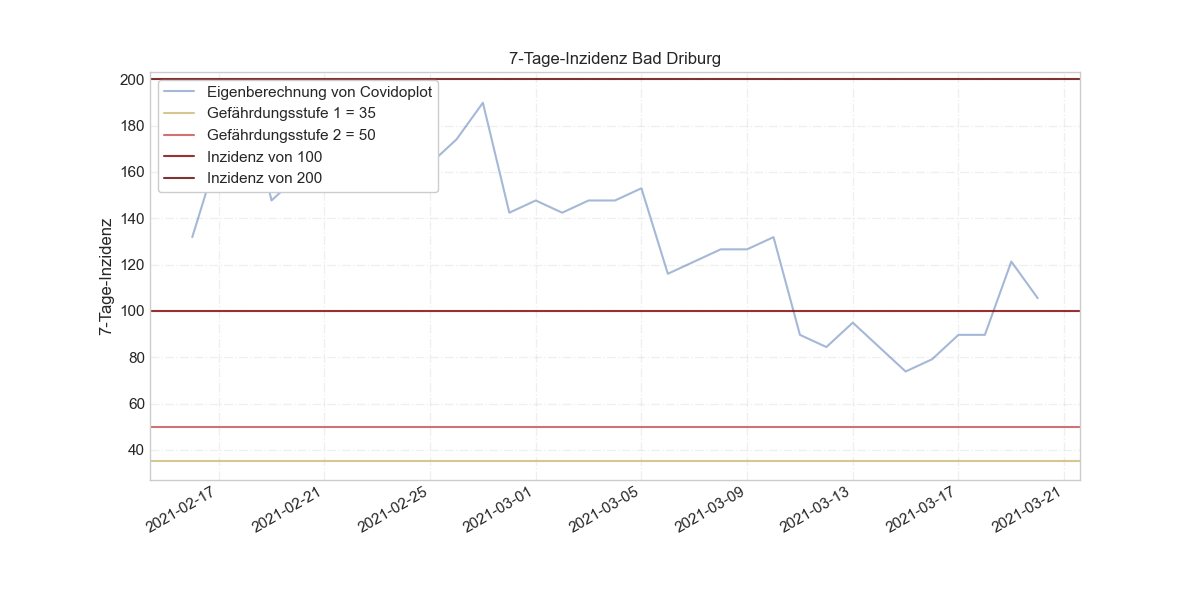 7-Tage-Inzidenz Bad Driburg
200
180
160
140
120
100
80
60
40
7-Tage-Inzidenz
Eigenberechnung von Covidoplot
Gefährdungsstufe 1 = 35
Gefährdungsstufe 2 = 50
Inzidenz von 100
Inzidenz von 200
2021-02-17
2021-02-21
2021-02-25
2021-03-01
2021-03-05
2021-03-09
2021-03-13
2021-03-17
2021-03-21